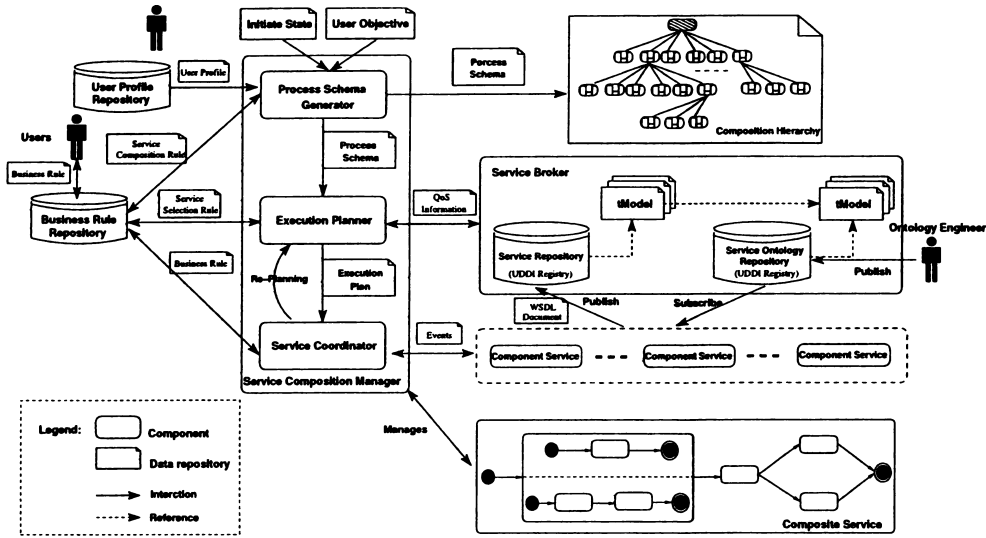 Initiate State
User Objective
User Profile
User Profile
Repository
Process Schema
Generator
Porcess
Schema
Composition Hierarchy
Users
Service
Composition Rule
Process
Schema
Business Rule
Business Rule
Repository
Service
Selection Rule
Execution Planner
QoS
Information
Service Broker
tModel
tModel
Service Repository
(UDDI Registry)
Service Ontology
Repository
(UDDI Registry)
Ontology Engineer
Publish
Business Rule
Re-Planning
Execution
Plan
WSDL
Document
Publish
Subscribe
Service Coordinator
Events
Component Service
Component Service
Component Service
Service Composition Manager
Manages
Legend:
Component
Data repository
Interction
Reference
Composite Service